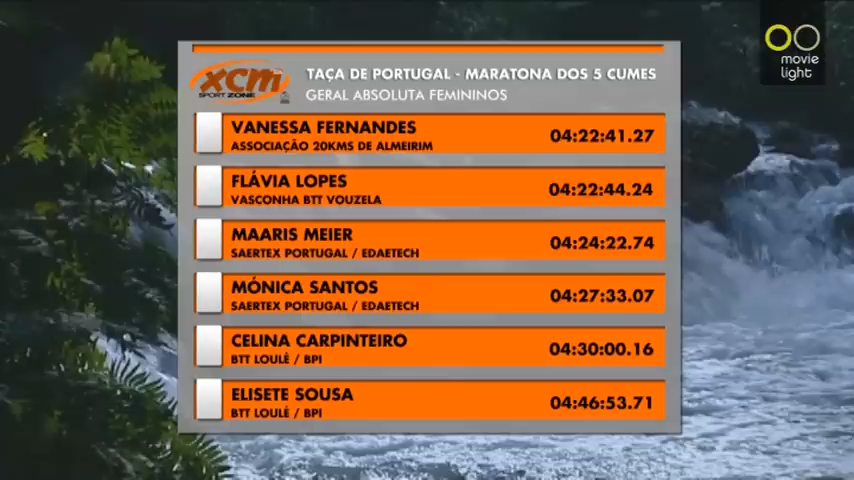 movie
light
xcm
SPORT ZONE
TAÇA DE PORTUGAL - MARATONA DOS 5 CUMES
GERAL ABSOLUTA FEMININOS
VANESSA FERNANDES 04:22:41.27
ASSOCIAÇÃO 20KMS DE ALMEIRIM
FLÁVIA LOPES 04:22:44.24
VASCONHA BTT VOUZELA
MAARIS MEIER 04:24:22.74
SAERTEX PORTUGAL / EDAETECH
MÓNICA SANTOS 04:27:33.07
SAERTEX PORTUGAL / EDAETECH
CELINA CARPINTEIRO 04:30:00.16
BTT LOULÉ / BPI
ELISETE SOUSA 04:46:53.71
BTT LOULÉ / BPI